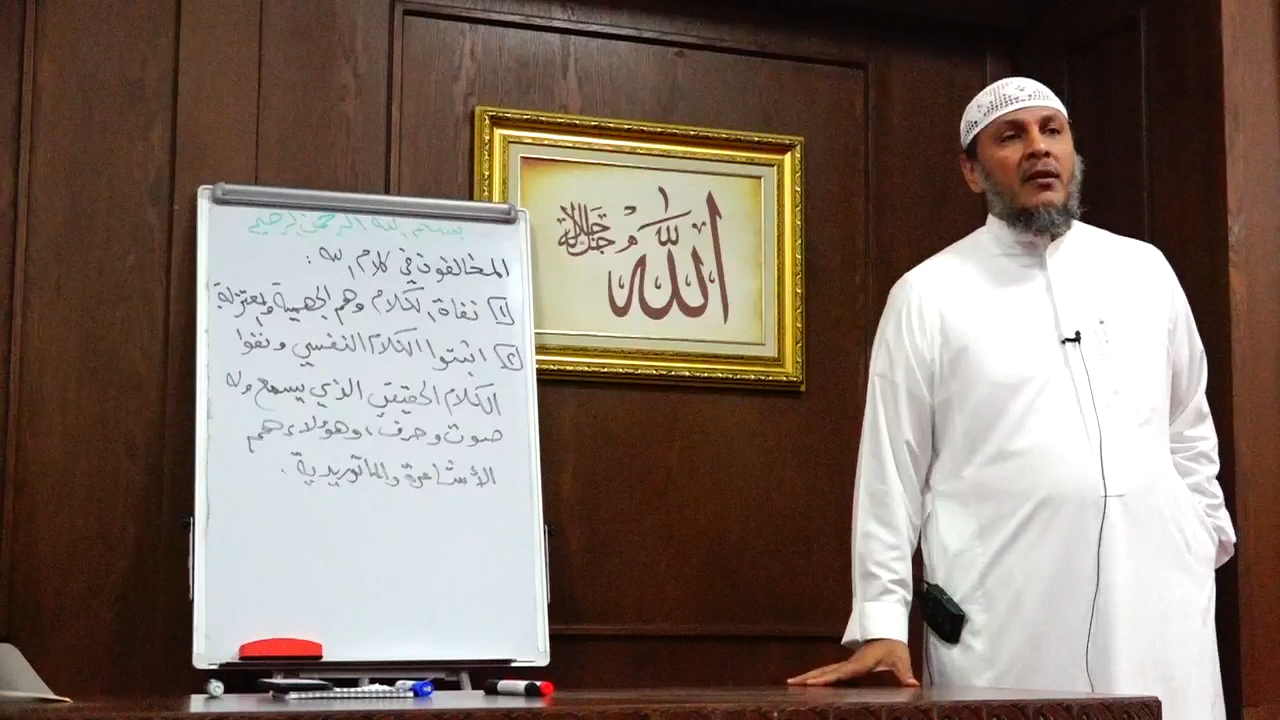 بسم الله الرحمن الرحيم
المخالفون في كلام الله :
١ نفاة الكلام وهم الجهمية والمعتزلة
٢ اثبتوا الكلام النفسي ونفوا
الكلام الحقيقي الذي يسمع وله
صوت وحرف، وهؤلاء هم
الأشاعرة والماتوريدية .
الله جل جلاله